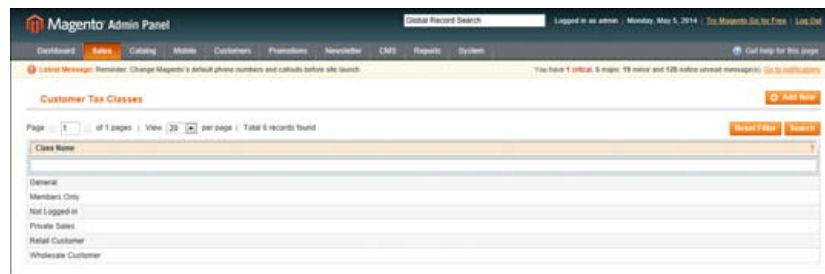 Magento Admin Panel
Global Record Search
Logged in as admin | Monday, May 5, 2014 | Try Magento Go for Free | Log Out
Dashboard Sales Catalog Mobile Customers Promotions Newsletter CMS Reports System
Get help for this page
Latest Message: Reminder: Change Magento's default phone numbers and callouts before site launch
You have 1 critical, 5 major, 19 minor and 128 notice unread message(s). Go to notifications
Customer Tax Classes
Add New
Page 1 of 1 pages | View 20 per page | Total 6 records found
Reset Filter Search
Class Name
General
Members Only
Not Logged-in
Private Sales
Retail Customer
Wholesale Customer